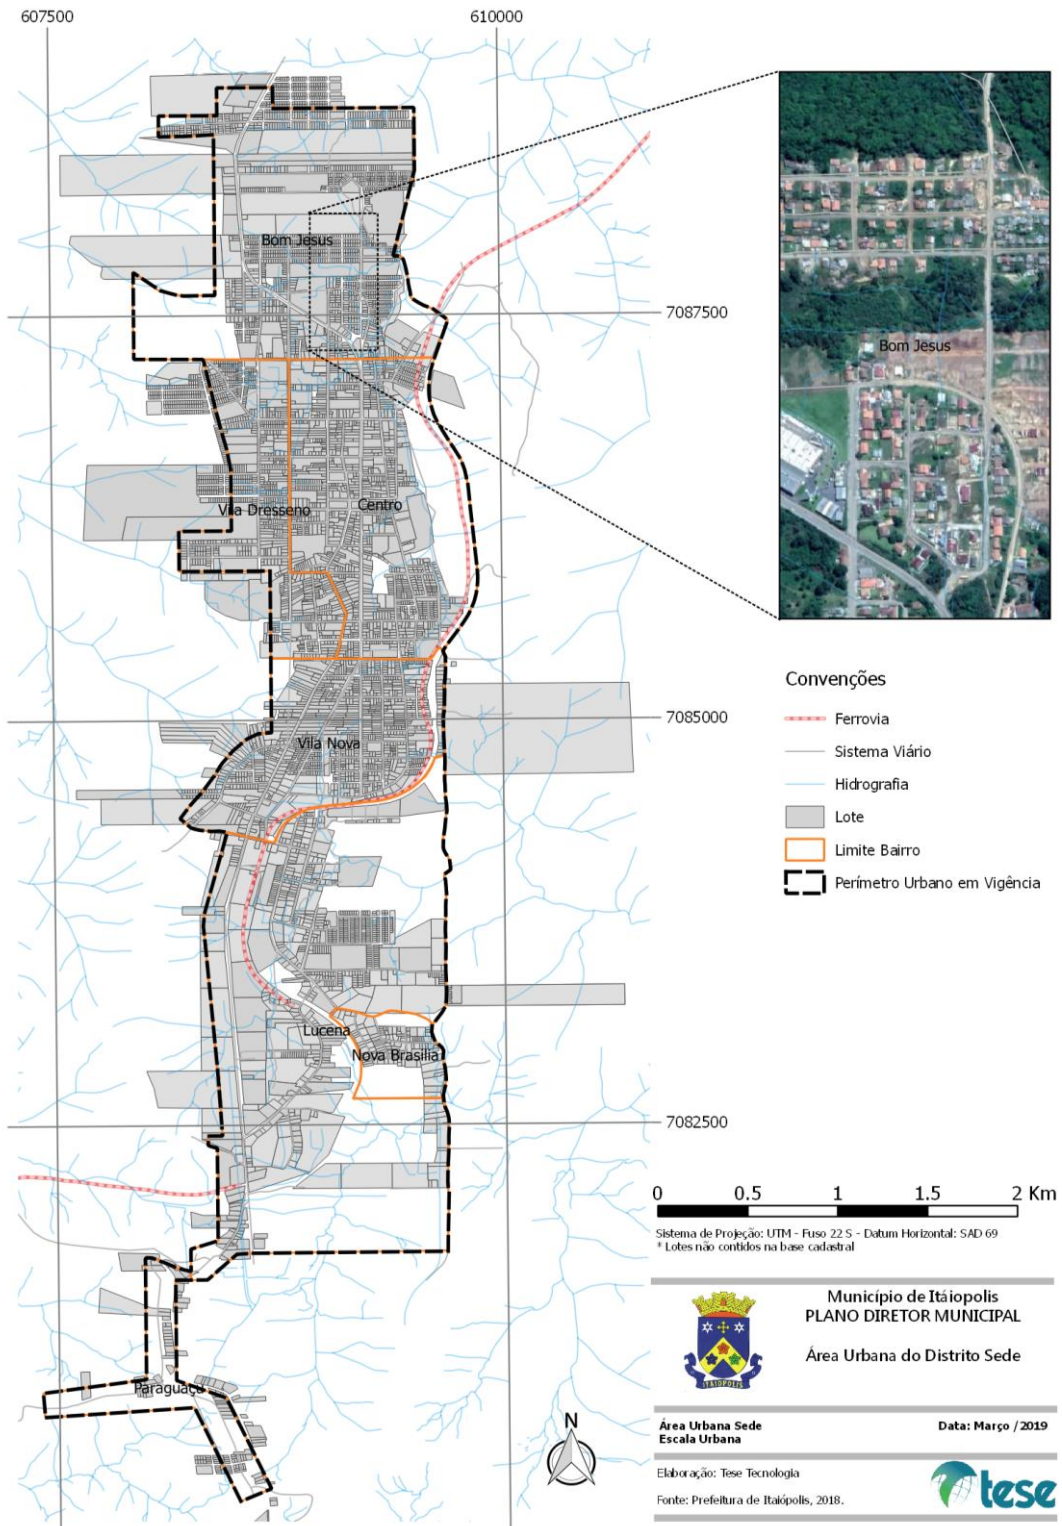 607500
610000
Bom Jesus
7087500
Bom Jesus
Vila Dresseno
Centro
Convenções
Ferrovia
Sistema Viário
Hidrografia
Lote
Limite Bairro
Perímetro Urbano em Vigência
7085000
Vila Nova
Lucena
Nova Brasilia
7082500
0 0.5 1 1.5 2 Km
Sistema de Projeção: UTM - Fuso 22 S - Datum Horizontal: SAD 69
* Lotes não contidos na base cadastral
Município de Itáiopolis
PLANO DIRETOR MUNICIPAL
Área Urbana do Distrito Sede
ITAIÓPOLIS
Paraguaçu
N
Área Urbana Sede
Escala Urbana
Data: Março / 2019
Elaboração: Tese Tecnologia
Fonte: Prefeitura de Itaiópolis, 2018.
tese